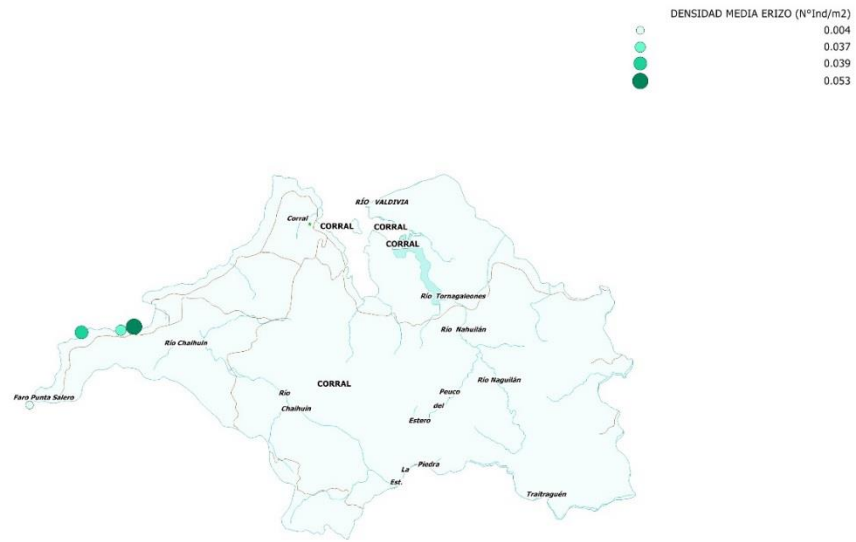 DENSIDAD MEDIA ERIZO (N°Ind/m2)
0.004
0.037
0.039
0.053
RÍO VALDIVIA
Corral
CORRAL
CORRAL
CORRAL
Río Tornagaleones
Río Nahuilán
Río Chaihuin
Río Naguilán
CORRAL
Peuco
Río
Faro Punta Salero
del
Chaihuín
Estero
Piedra
La
Est.
Traitraguén